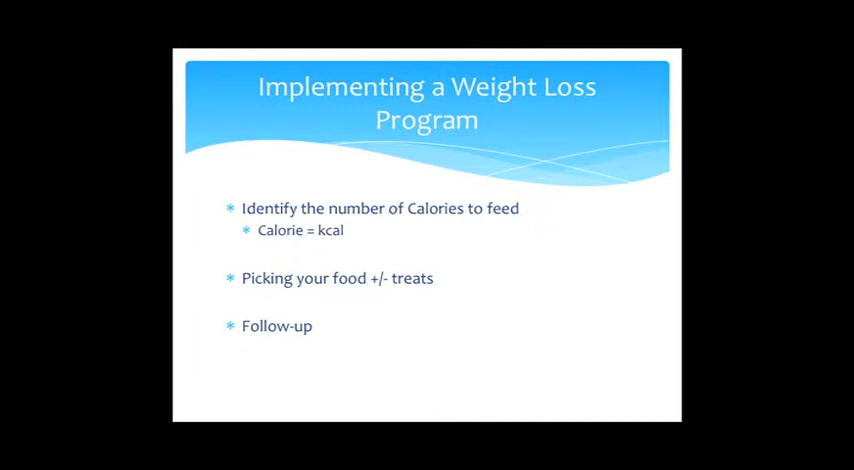 Implementing a Weight Loss
Program
* Identify the number of Calories to feed
* Calorie = kcal
* Picking your food +/- treats
* Follow-up